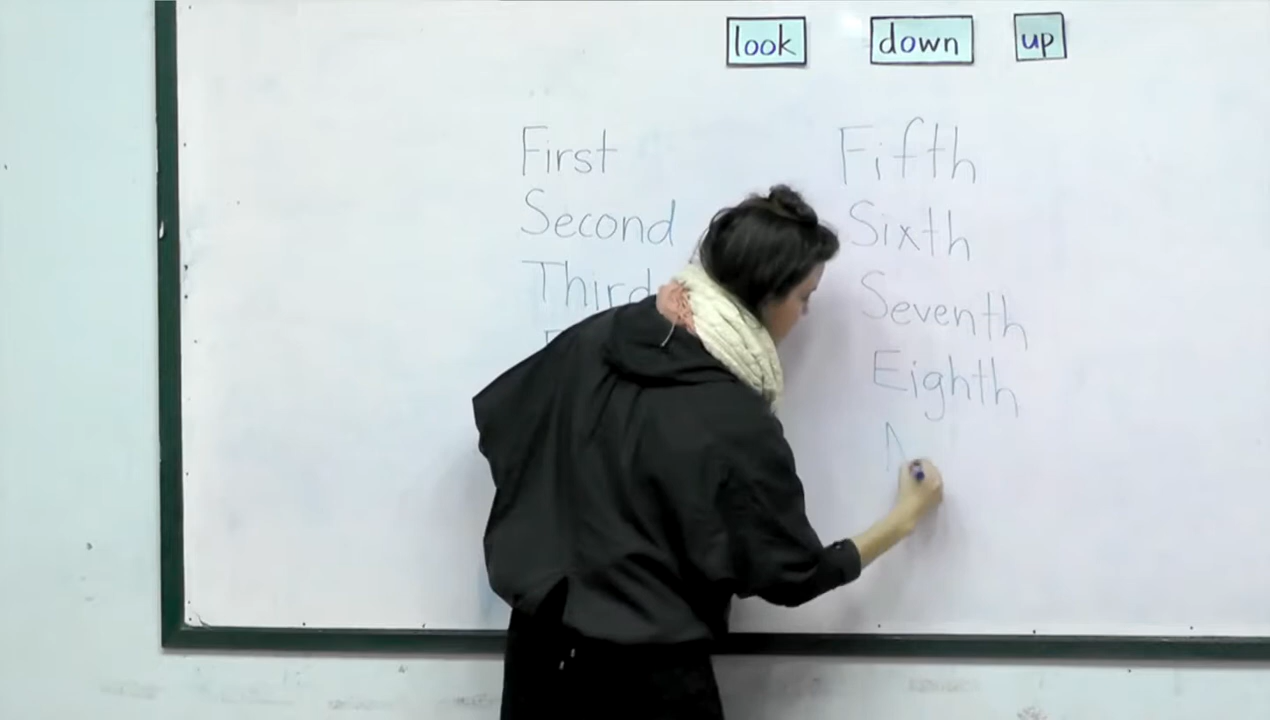 look down up
First
Second
Third
Fifth
Sixth
Seventh
Eighth